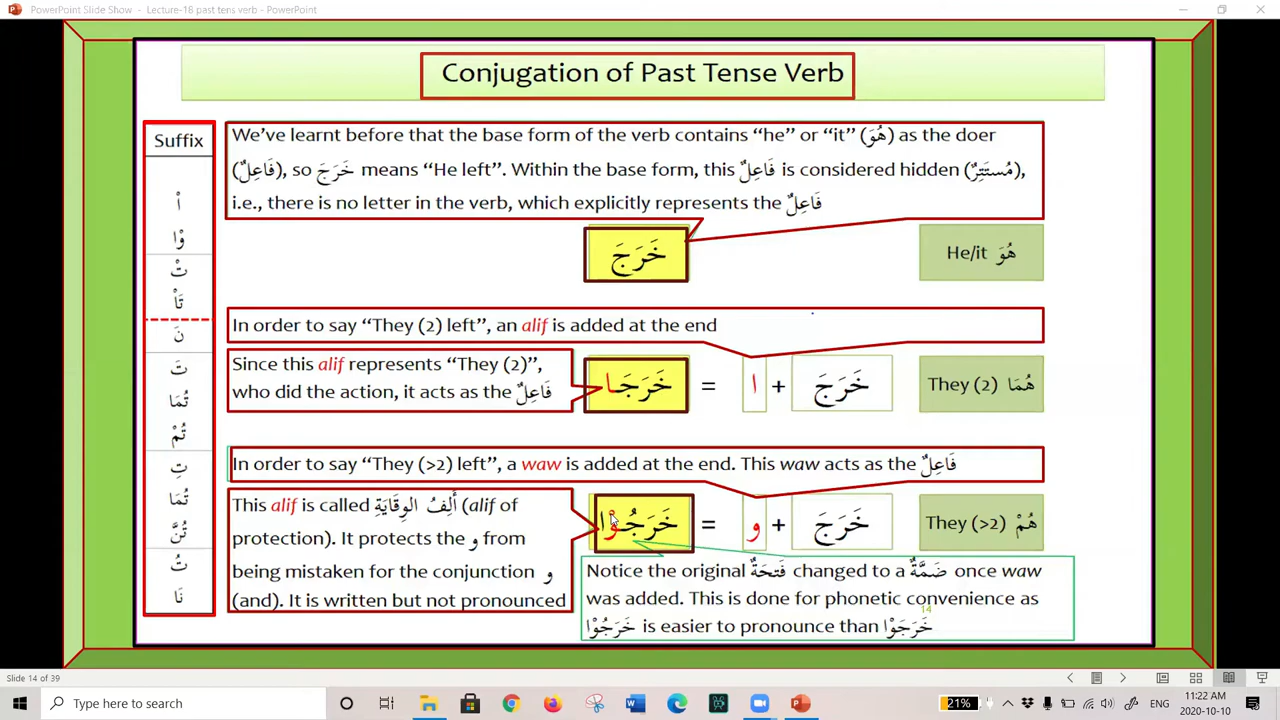 PowerPoint Slide Show - Lecture-16 past tens verb - PowerPoint
Conjugation of Past Tense Verb
Suffix
اْ
وْا
تْ
تَاْ
نَ
تَ
تُمَا
تُمْ
تِ
تُمَا
تُنَّ
تُ
نَا
We've learnt before that the base form of the verb contains "he" or "it" (هُوَ) as the doer
(فَاعِلٌ), so خَرَجَ means "He left". Within the base form, this فَاعِلٌ is considered hidden (مُستَتِرٌ),
i.e., there is no letter in the verb, which explicitly represents the فَاعِلٌ
خَرَجَ
He/it هُوَ
In order to say "They (2) left", an alif is added at the end
Since this alif represents "They (2)",
who did the action, it acts as the فَاعِلٌ
خَرَجَا = ا + خَرَجَ
They (2) هُمَا
In order to say "They (>2) left", a waw is added at the end. This waw acts as the فَاعِلٌ
This alif is called أَلِفُ الوِقَايَةِ (alif of
protection). It protects the و from
being mistaken for the conjunction و
(and). It is written but not pronounced
خَرَجُوْا = و + خَرَجَ
They (>2) هُمْ
Notice the original فَتحَةٌ changed to a ضَمَّةٌ once waw
was added. This is done for phonetic convenience as
خَرَجُوْا is easier to pronounce than خَرَجَوْا
14
Slide 14 of 39
Type here to search
21%
ENG
11:22 AM
2020-10-10